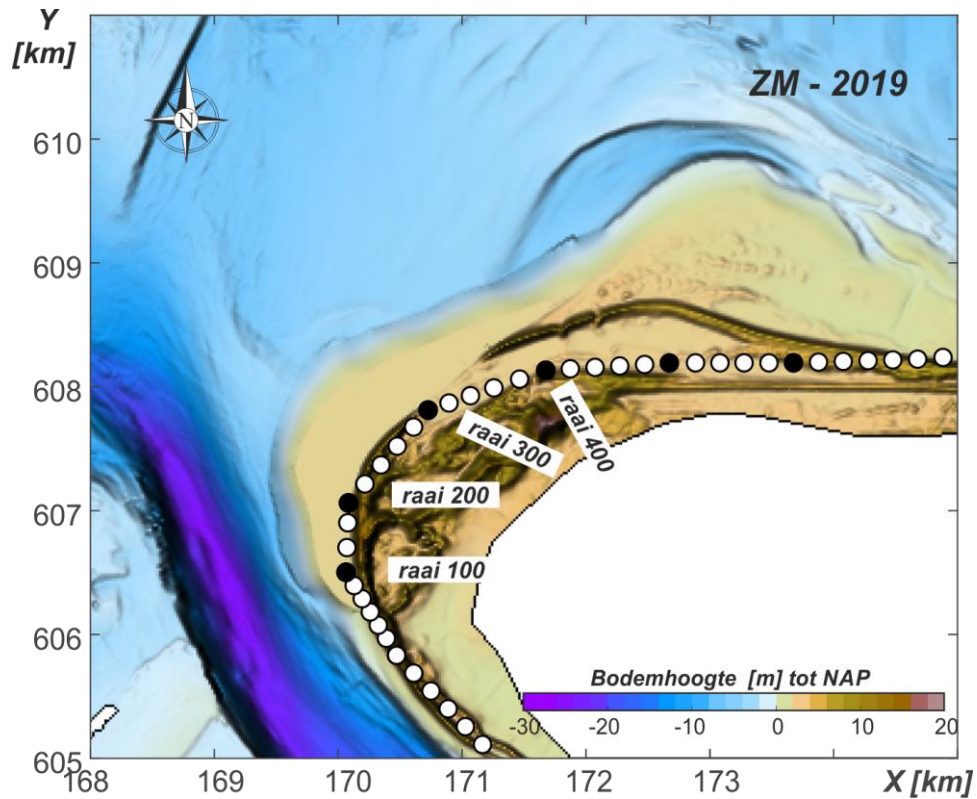 Y
[km]
ZM - 2019
N
610
609
608
607
606
605
raai 300
raai 400
raai 200
raai 100
Bodemhoogte [m] tot NAP
-30
-20
-10
0
10
20
168
169
170
171
172
173
X [km]